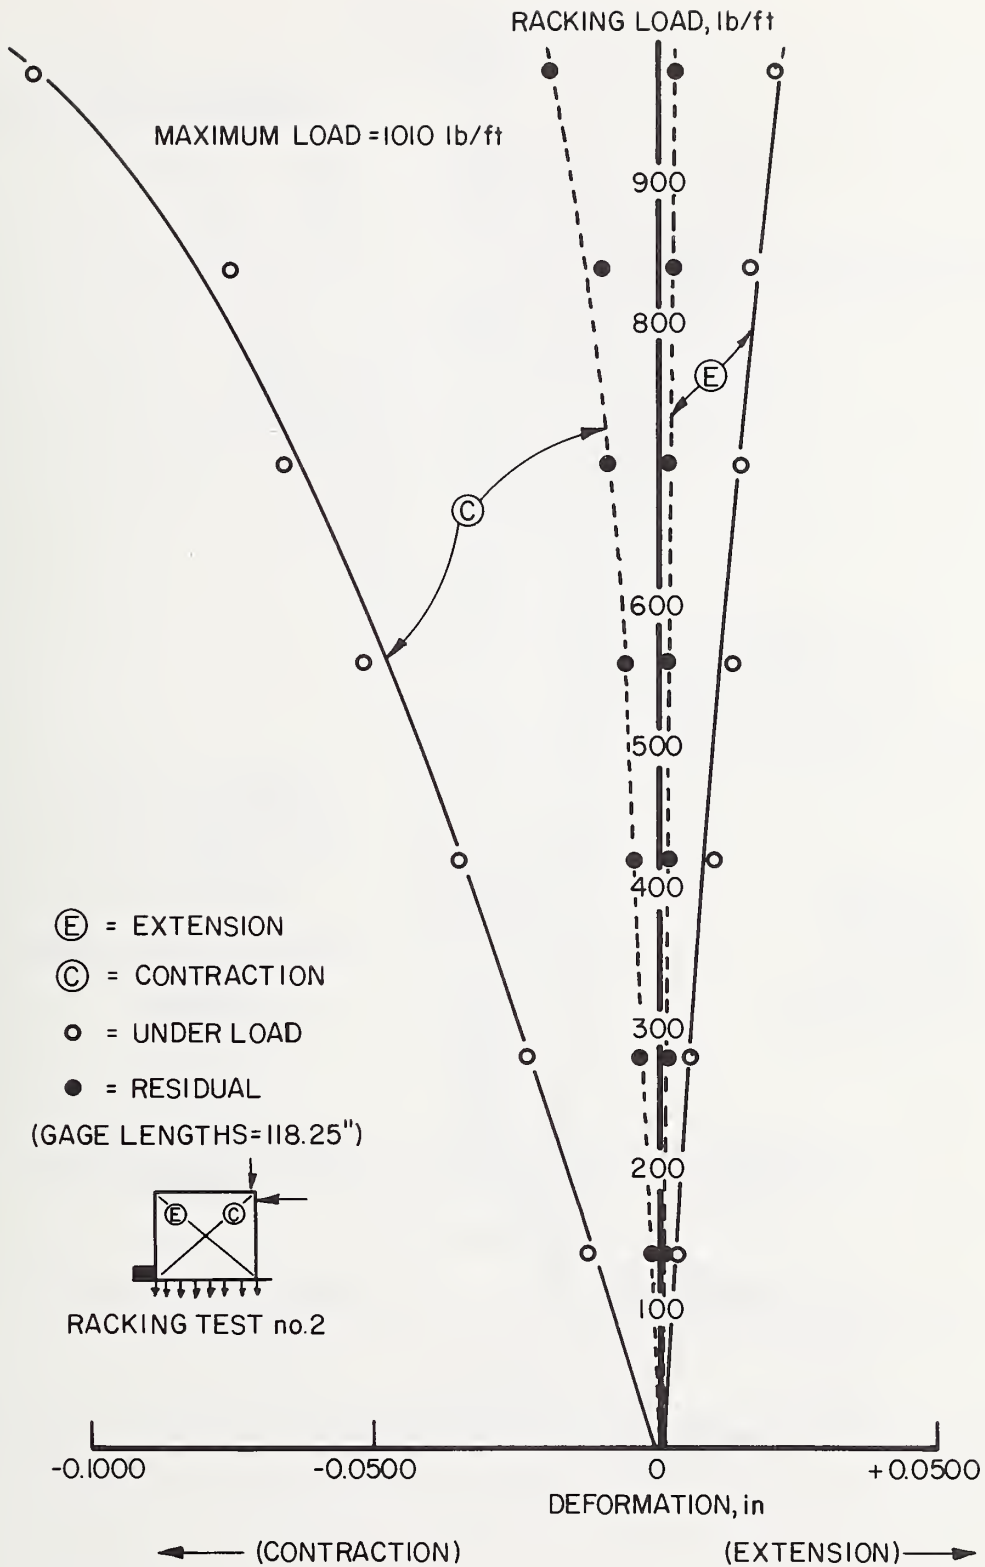 RACKING LOAD, lb/ft
MAXIMUM LOAD = 1010 lb/ft
900
800
E
C
600
500
400
E = EXTENSION
C = CONTRACTION
= UNDER LOAD
300
= RESIDUAL
(GAGE LENGTHS=118.25")
200
E C
100
RACKING TEST no.2
-0.1000 -0.0500 0 +0.0500
DEFORMATION, in
(CONTRACTION) (EXTENSION)